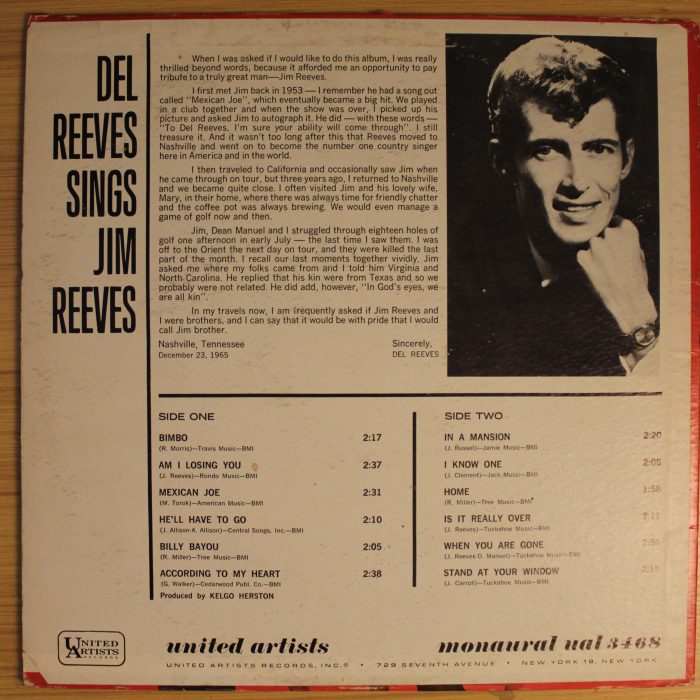 DEL
REEVES
SINGS
JIM
REEVES
When I was asked if I would like to do this album, I was really
thrilled beyond words, because it afforded me an opportunity to pay
tribute to a truly great man—Jim Reeves.
I first met Jim back in 1953 — I remember he had a song out
called "Mexican Joe", which eventually became a big hit. We played
in a club together and when the show was over, I picked up his
picture and asked Jim to autograph it. He did — with these words —
"To Del Reeves, I'm sure your ability will come through". I still
treasure it. And it wasn't too long after this that Reeves moved to
Nashville and went on to become the number one country singer
here in America and in the world.
I then traveled to California and occasionally saw Jim when
he came through on tour, but three years ago, I returned to Nashville
and we became quite close. I often visited Jim and his lovely wife,
Mary, in their home, where there was always time for friendly chatter
and the coffee pot was always brewing. We would even manage a
game of golf now and then.
Jim, Dean Manuel and I struggled through eighteen holes of
golf one afternoon in early July — the last time I saw them. I was
off to the Orient the next day on tour, and they were killed the last
part of the month. I recall our last moments together vividly. Jim
asked me where my folks came from and I told him Virginia and
North Carolina. He replied that his kin were from Texas and so we
probably were not related. He did add, however, "In God's eyes, we
are all kin".
In my travels now, I am frequently asked if Jim Reeves and
I were brothers, and I can say that it would be with pride that I would
call Jim brother.
Nashville, Tennessee Sincerely,
December 23, 1965 DEL REEVES
SIDE ONE
BIMBO 2:17
(R. Morris)—Travis Music—BMI
AM I LOSING YOU 2:37
(J. Reeves)—Rondo Music—BMI
MEXICAN JOE 2:31
(M. Torok)—American Music—BMI
HE'LL HAVE TO GO 2:10
(J. Allison-A. Allison)—Central Songs, Inc.—BMI
BILLY BAYOU 2:05
(R. Miller)—Tree Music—BMI
ACCORDING TO MY HEART 2:38
(G. Walker)—Cedarwood Publ. Co.—BMI
Produced by KELGO HERSTON
SIDE TWO
IN A MANSION 2:20
(J. Russel)—Jamie Music—BMI
I KNOW ONE 2:05
(J. Clement)—Jack Music—BMI
HOME 1:58
(R. Miller)—Tree Music—BMI
IS IT REALLY OVER 2:11
(J. Reeves)—Tuckahoe Music—BMI
WHEN YOU ARE GONE
(J. Reeves-D. Manuel)—Tuckahoe Music—BMI
STAND AT YOUR WINDOW
(J. Carroll)—Tuckahoe Music—BMI
UNITED
ARTISTS
RECORDS
united artists monaural ual 3468
UNITED ARTISTS RECORDS, INC. • 729 SEVENTH AVENUE • NEW YORK 19, NEW YORK